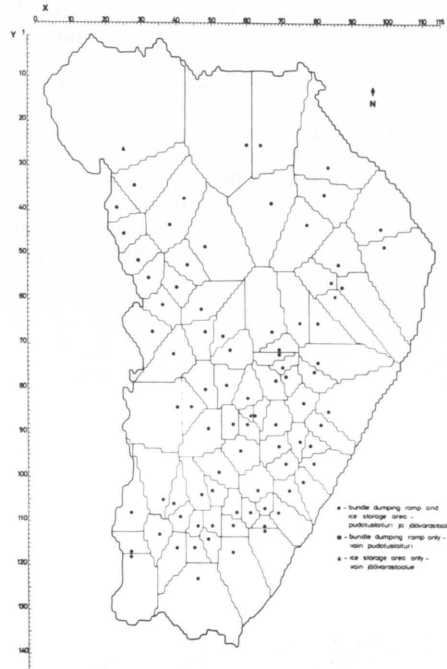 X
0 10 20 30 40 50 60 70 80 90 100 110 115
Y 1
10
20
30
40
50
60
70
80
90
100
110
120
130
140
N
- bundle dumping ramp and
ice storage area -
pudotuslaituri ja jäävarastoalue
- bundle dumping ramp only -
vain pudotuslaituri
- ice storage area only -
vain jäävarastoalue